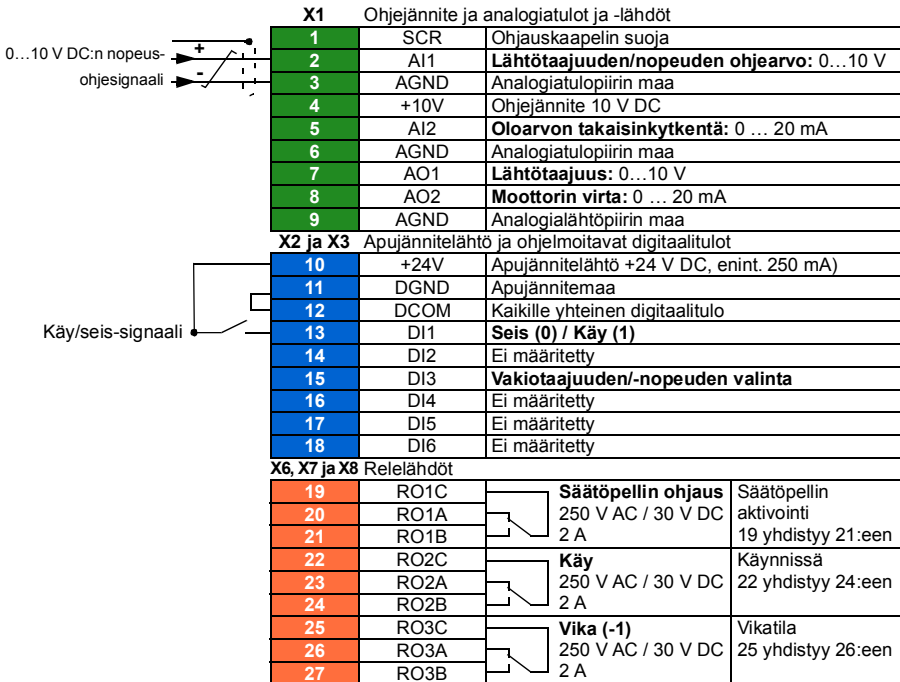 X1 Ohjejännite ja analogiatulot ja -lähdöt
1 SCR Ohjauskaapelin suoja
0…10 V DC:n nopeus-
ohjesignaali
+
-
2 AI1 Lähtötaajuuden/nopeuden ohjearvo: 0…10 V
3 AGND Analogiatulopiirin maa
4 +10V Ohjejännite 10 V DC
5 AI2 Oloarvon takaisinkytkentä: 0 … 20 mA
6 AGND Analogiatulopiirin maa
7 AO1 Lähtötaajuus: 0…10 V
8 AO2 Moottorin virta: 0 … 20 mA
9 AGND Analogialähtöpiirin maa
X2 ja X3 Apujännitelähtö ja ohjelmoitavat digitaalitulot
10 +24V Apujännitelähtö +24 V DC, enint. 250 mA)
11 DGND Apujännitemaa
12 DCOM Kaikille yhteinen digitaalitulo
Käy/seis-signaali
13 DI1 Seis (0) / Käy (1)
14 DI2 Ei määritetty
15 DI3 Vakiotaajuuden/-nopeuden valinta
16 DI4 Ei määritetty
17 DI5 Ei määritetty
18 DI6 Ei määritetty
X6, X7 ja X8 Relelähdöt
19 RO1C Säätöpellin ohjaus Säätöpellin
20 RO1A 250 V AC / 30 V DC aktivointi
21 RO1B 2 A 19 yhdistyy 21:een
22 RO2C Käy Käynnissä
23 RO2A 250 V AC / 30 V DC 22 yhdistyy 24:een
24 RO2B 2 A
25 RO3C Vika (-1) Vikatila
26 RO3A 250 V AC / 30 V DC 25 yhdistyy 26:een
27 RO3B 2 A